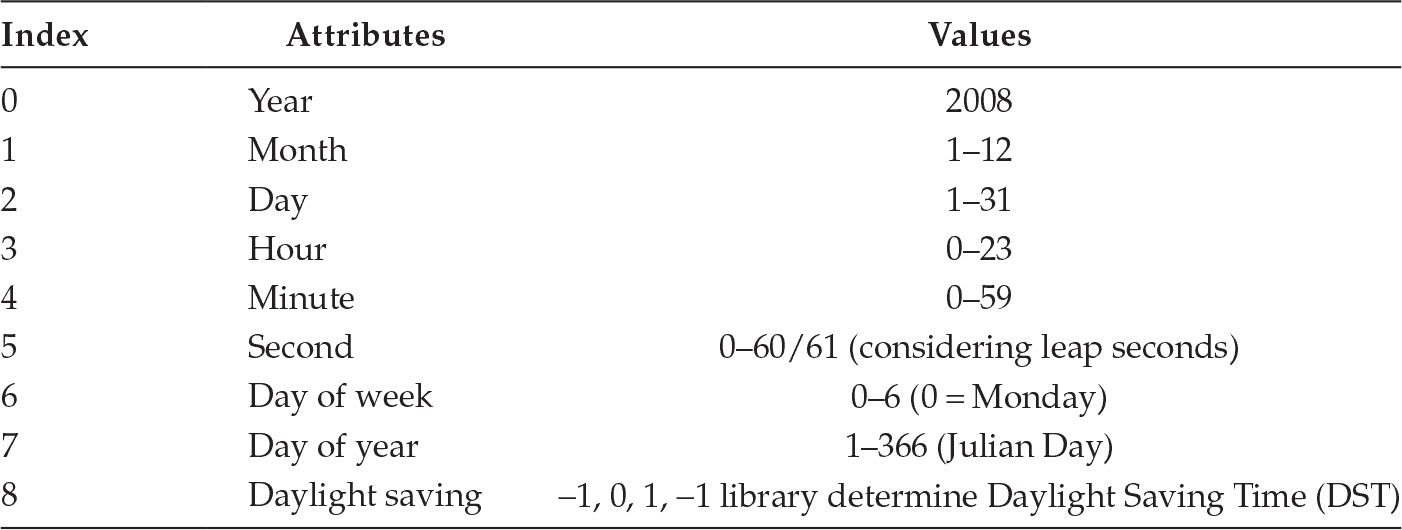 Index Attributes Values
0 Year 2008
1 Month 1–12
2 Day 1–31
3 Hour 0–23
4 Minute 0–59
5 Second 0–60/61 (considering leap seconds)
6 Day of week 0–6 (0 = Monday)
7 Day of year 1–366 (Julian Day)
8 Daylight saving –1, 0, 1, –1 library determine Daylight Saving Time (DST)